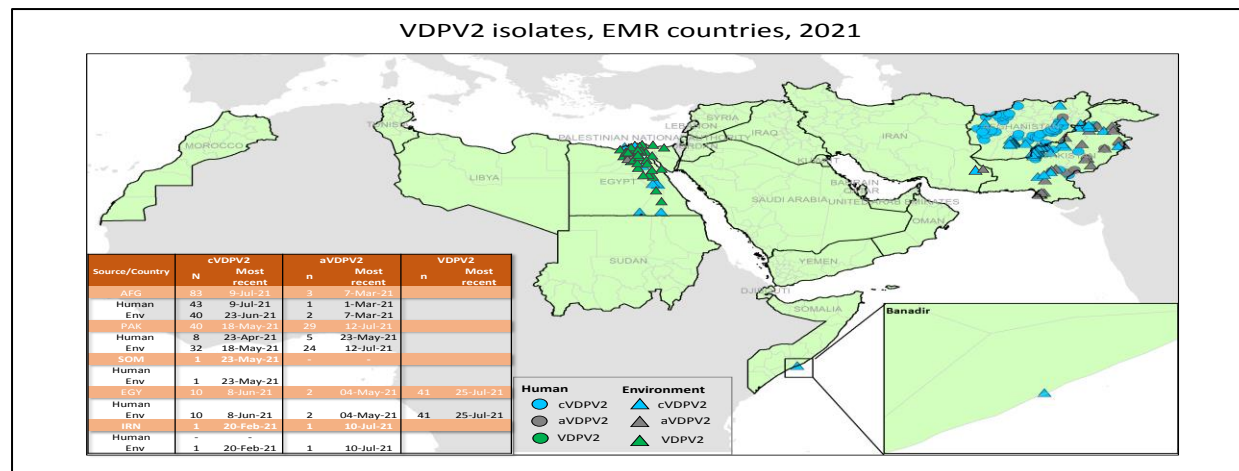 VDPV2 isolates, EMR countries, 2021
MOROCCO
TUNISIA
LIBYA
EGYPT
SUDAN
PALESTINIAN NATIONAL AUTHORITY
LEBANON
SYRIA
JORDAN
IRAQ
IRAN
KUWAIT
BAHRAIN
QATAR
SAUDI ARABIA
UNITED ARAB EMIRATES
OMAN
YEMEN
DJIBOUTI
SOMALIA
AFGHANISTAN
PAKISTAN
Source/Country cVDPV2 aVDPV2 VDPV2
N Most recent n Most recent n Most recent
AFG 83 9-Jul-21 3 7-Mar-21
Human 43 9-Jul-21 1 1-Mar-21
Env 40 23-Jun-21 2 7-Mar-21
PAK 40 18-May-21 29 12-Jul-21
Human 8 23-Apr-21 5 23-May-21
Env 32 18-May-21 24 12-Jul-21
SOM 1 23-May-21 - -
Human
Env 1 23-May-21
EGY 10 8-Jun-21 2 04-May-21 41 25-Jul-21
Human
Env 10 8-Jun-21 2 04-May-21 41 25-Jul-21
IRN 1 20-Feb-21 1 10-Jul-21
Human - -
Env 1 20-Feb-21 1 10-Jul-21
Human Environment
cVDPV2 cVDPV2
aVDPV2 aVDPV2
VDPV2 VDPV2
Banadir